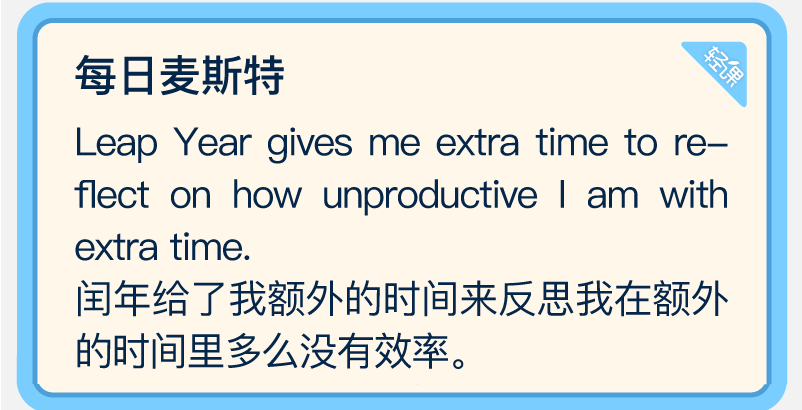 每日麦斯特
轻课
Leap Year gives me extra time to re-
flect on how unproductive I am with
extra time.
闰年给了我额外的时间来反思我在额外
的时间里多么没有效率。